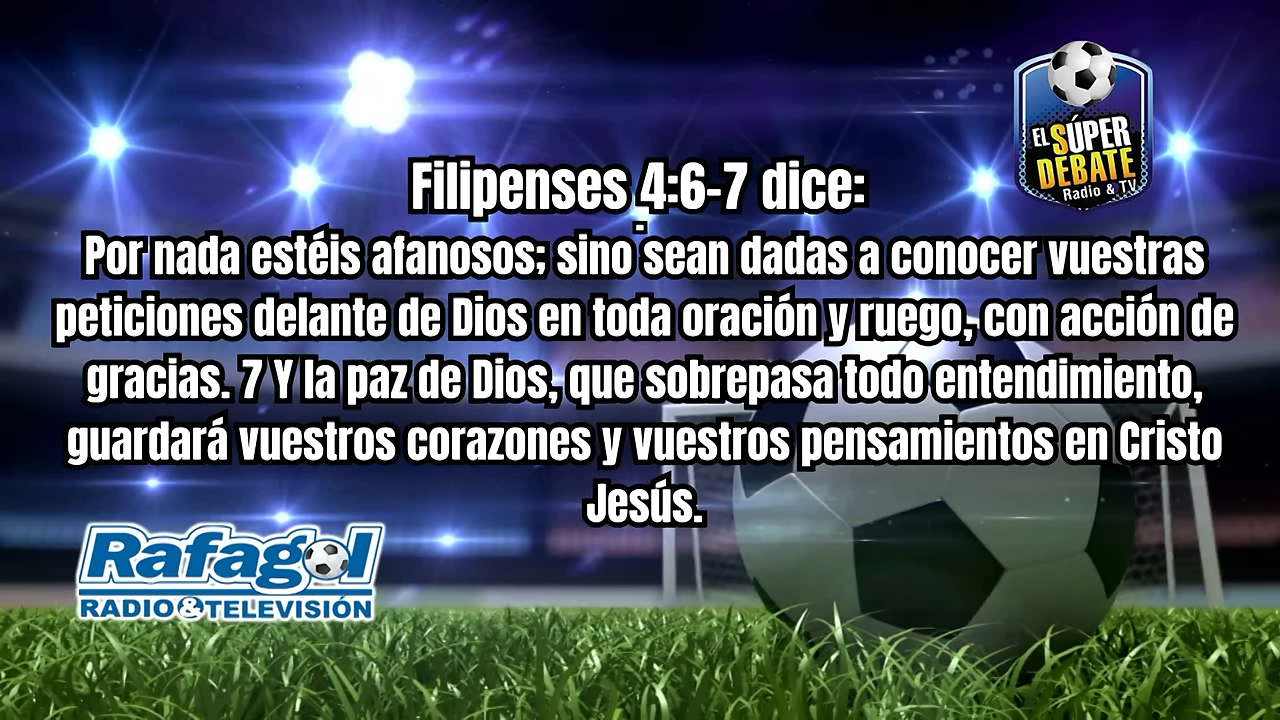 EL SÚPER
DEBATE
Radio & TV
Filipenses 4:6-7 dice:
Por nada estéis afanosos; sino sean dadas a conocer vuestras
peticiones delante de Dios en toda oración y ruego, con acción de
gracias. 7 Y la paz de Dios, que sobrepasa todo entendimiento,
guardará vuestros corazones y vuestros pensamientos en Cristo
Jesús.
Rafagol
RADIO&TELEVISIÓN